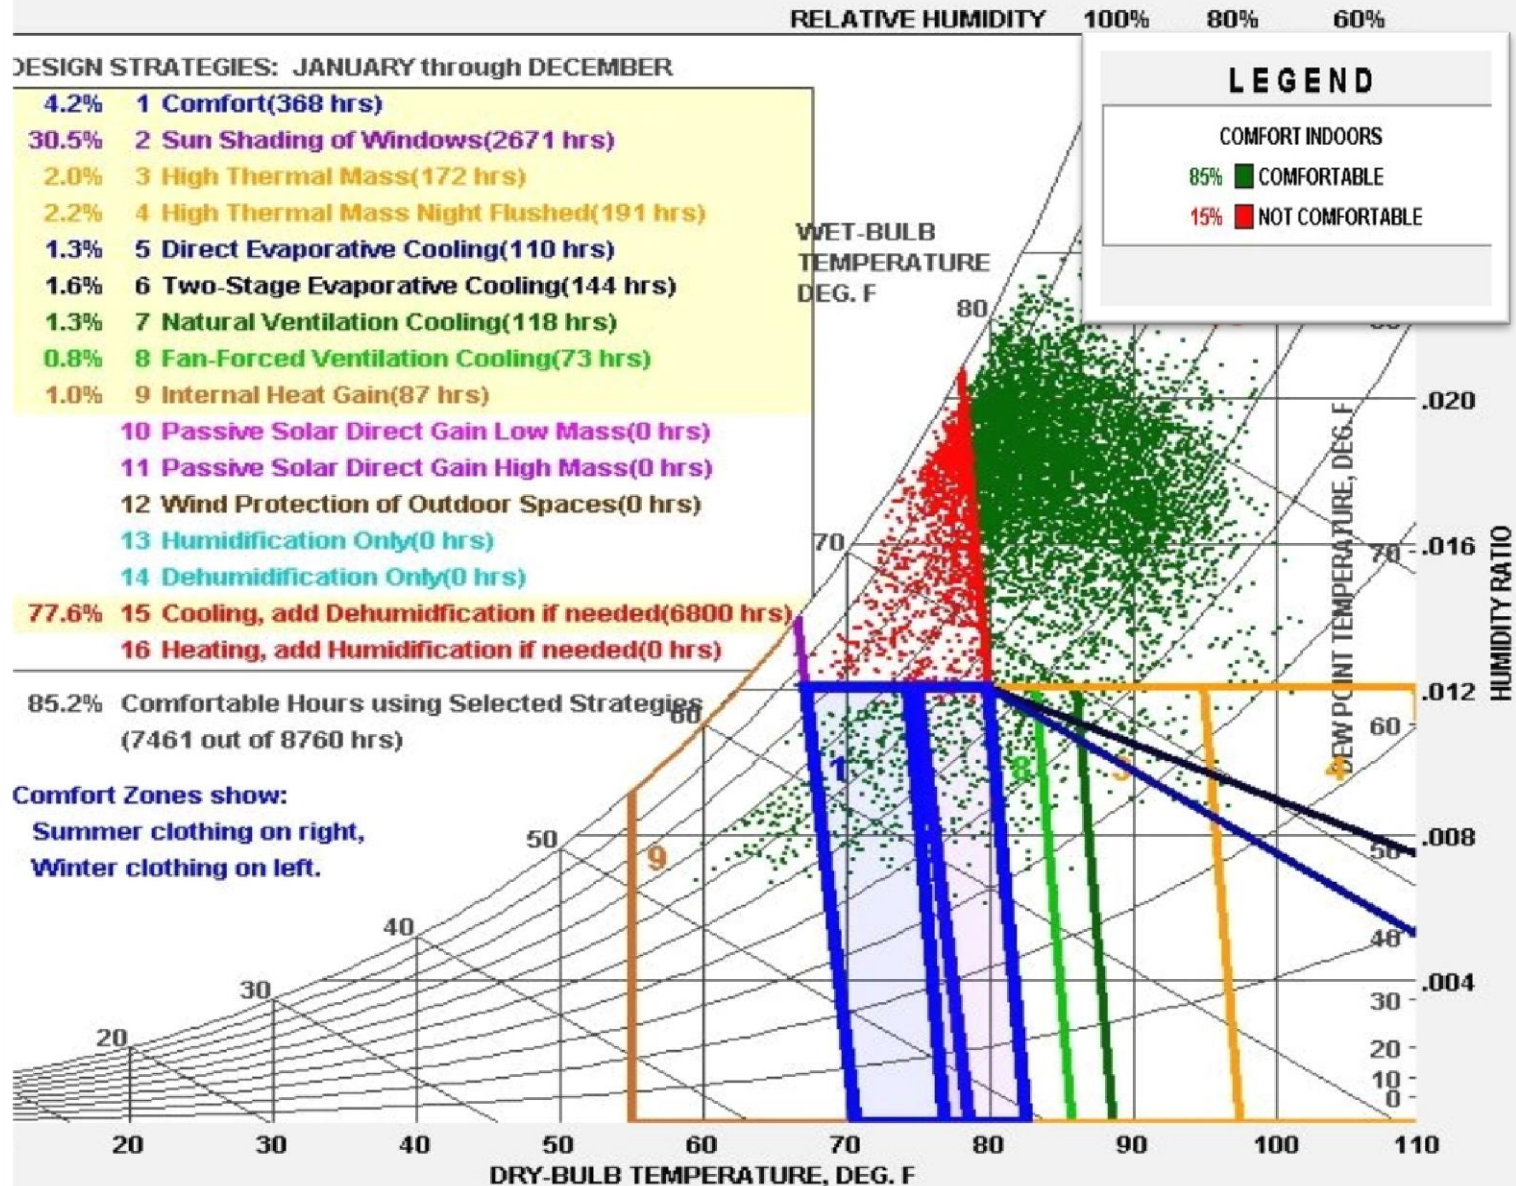 RELATIVE HUMIDITY 100% 80% 60%
DESIGN STRATEGIES: JANUARY through DECEMBER
4.2% 1 Comfort(368 hrs)
30.5% 2 Sun Shading of Windows(2671 hrs)
2.0% 3 High Thermal Mass(172 hrs)
2.2% 4 High Thermal Mass Night Flushed(191 hrs)
1.3% 5 Direct Evaporative Cooling(110 hrs)
1.6% 6 Two-Stage Evaporative Cooling(144 hrs)
1.3% 7 Natural Ventilation Cooling(118 hrs)
0.8% 8 Fan-Forced Ventilation Cooling(73 hrs)
1.0% 9 Internal Heat Gain(87 hrs)
10 Passive Solar Direct Gain Low Mass(0 hrs)
11 Passive Solar Direct Gain High Mass(0 hrs)
12 Wind Protection of Outdoor Spaces(0 hrs)
13 Humidification Only(0 hrs)
14 Dehumidification Only(0 hrs)
77.6% 15 Cooling, add Dehumidfication if needed(6800 hrs)
16 Heating, add Humidification if needed(0 hrs)
85.2% Comfortable Hours using Selected Strategies
(7461 out of 8760 hrs)
Comfort Zones show:
Summer clothing on right,
Winter clothing on left.
LEGEND
COMFORT INDOORS
85% COMFORTABLE
15% NOT COMFORTABLE
WET-BULB
TEMPERATURE
DEG. F
80
70
60
50
40
30
20
1
8
3
4
9
DEW POINT TEMPERATURE, DEG. F
70
60
50
40
30
20
10
0
.020
.016
.012
.008
.004
HUMIDITY RATIO
20 30 40 50 60 70 80 90 100 110
DRY-BULB TEMPERATURE, DEG. F